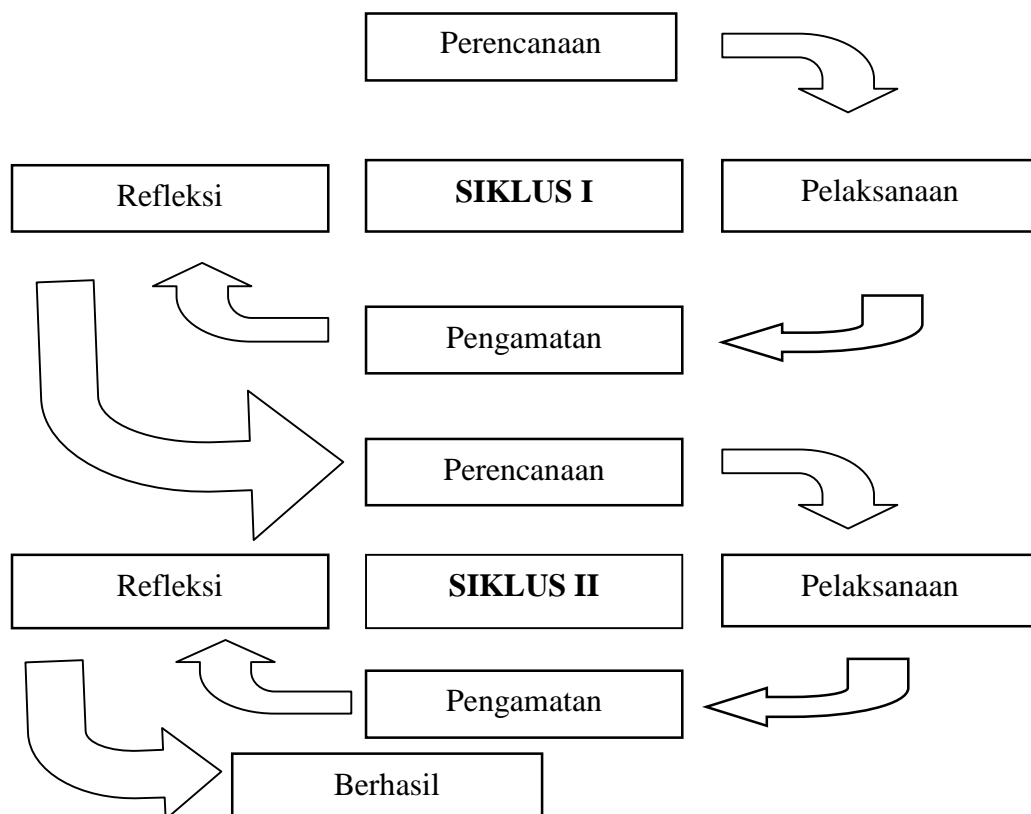 Perencanaan
Refleksi
SIKLUS I
Pelaksanaan
Pengamatan
Perencanaan
Refleksi
SIKLUS II
Pelaksanaan
Pengamatan
Berhasil